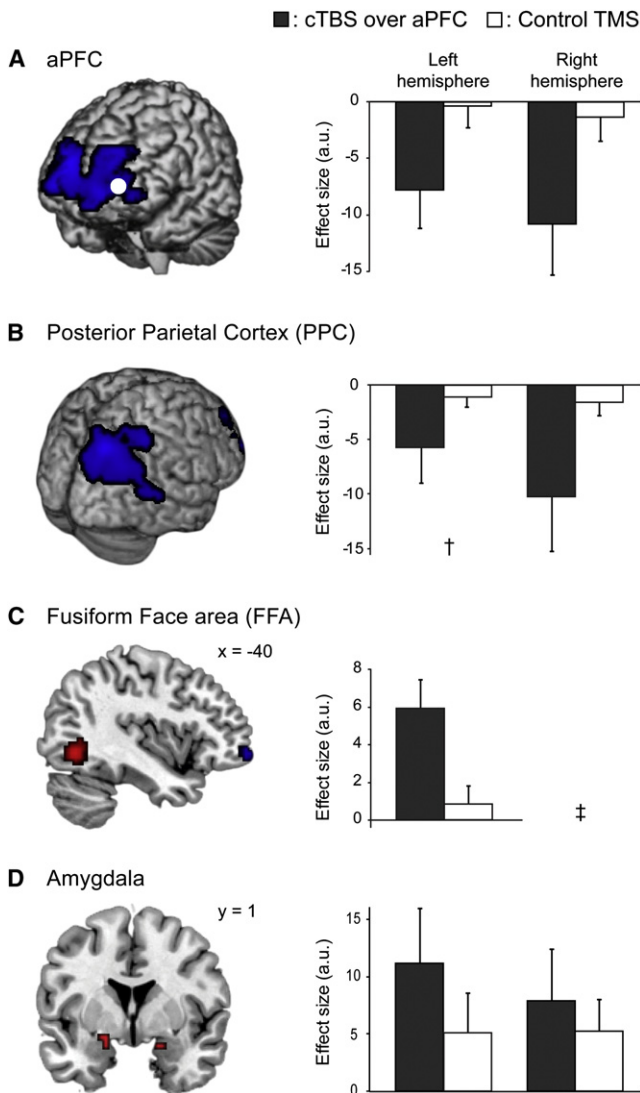 ■: cTBS over aPFC □: Control TMS
A aPFC
Left hemisphere
Right hemisphere
Effect size (a.u.)
0
-5
-10
-15
B Posterior Parietal Cortex (PPC)
Effect size (a.u.)
0
-5
-10
-15
†
C Fusiform Face area (FFA)
x = -40
Effect size (a.u.)
8
6
4
2
0
‡
D Amygdala
y = 1
Effect size (a.u.)
15
10
5
0